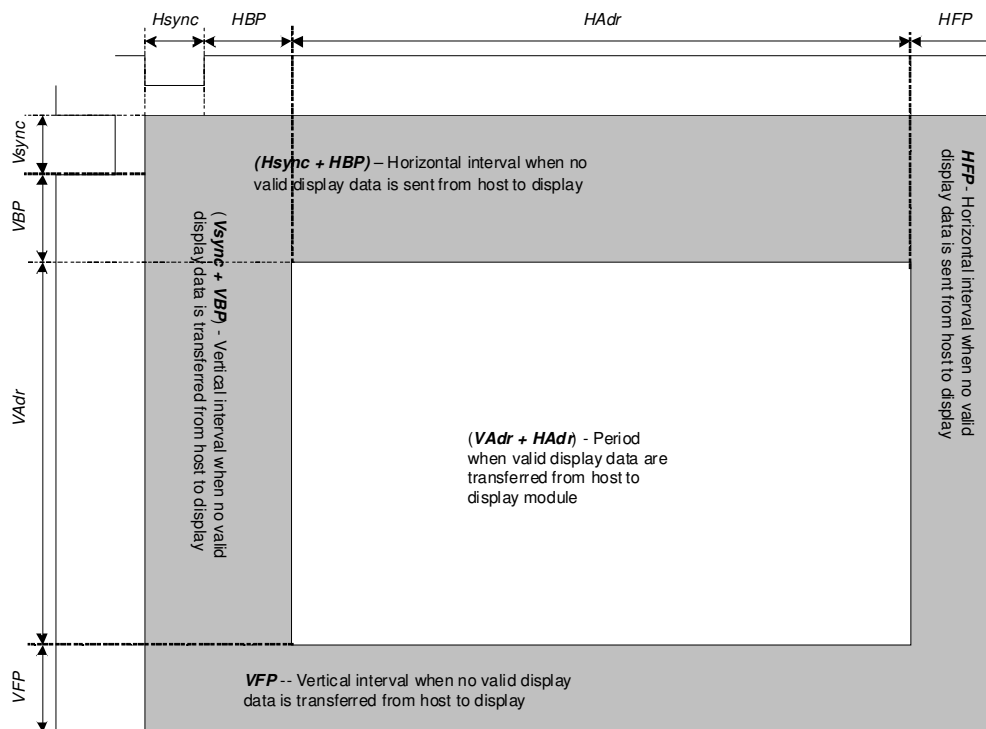 Hsync
HBP
HAdr
HFP
Vsync
VBP
VAdr
VFP
(Hsync + HBP) – Horizontal interval when no
valid display data is sent from host to display
(Vsync + VBP) - Vertical interval when no valid
display data is transferred from host to display
HFP - Horizontal interval when no valid
display data is sent from host to display
(VAdr + HAdr) - Period
when valid display data are
transferred from host to
display module
VFP -- Vertical interval when no valid display
data is transferred from host to display